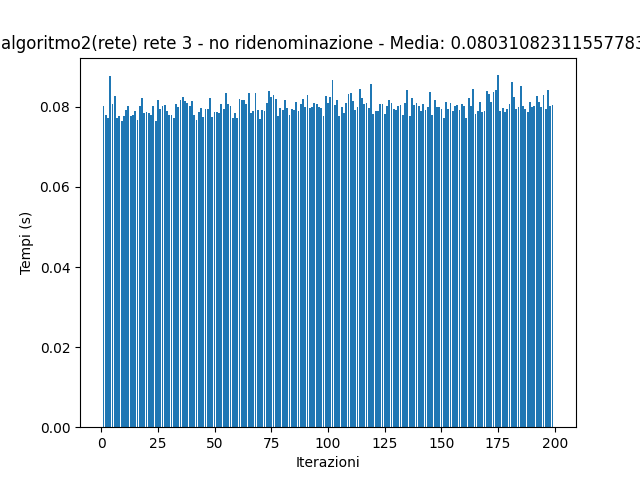 algoritmo2(rete) rete 3 - no ridenominazione - Media: 0.08031082311557783
Tempi (s)
0.08
0.06
0.04
0.02
0.00
0 25 50 75 100 125 150 175 200
Iterazioni